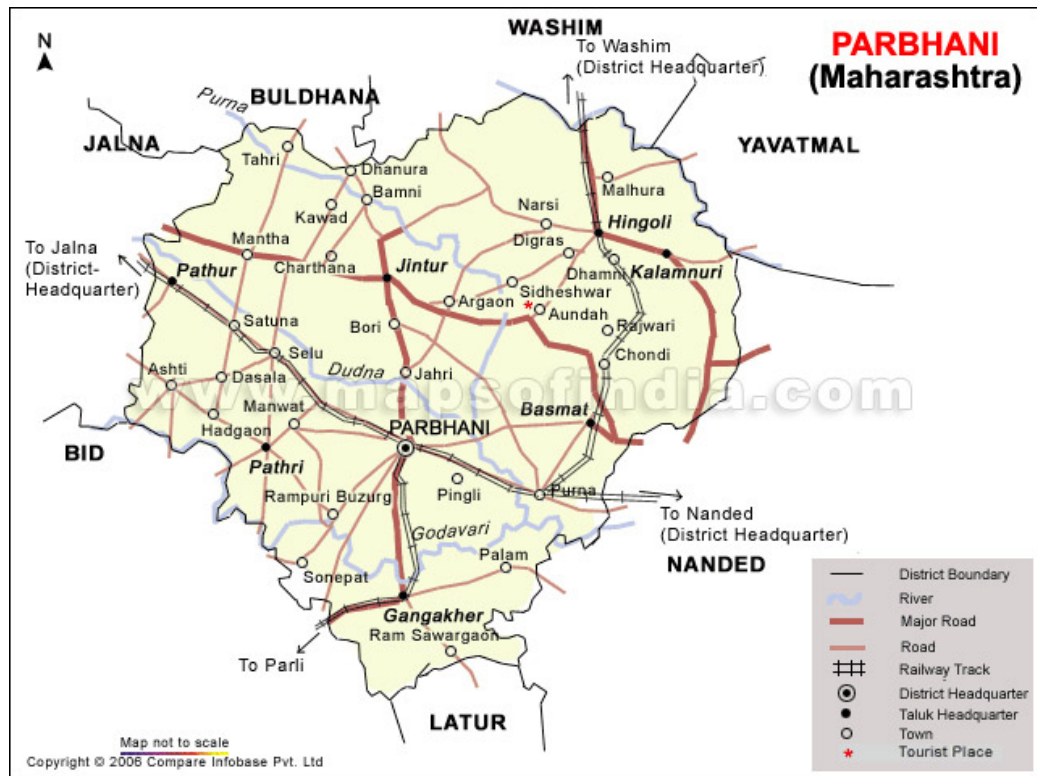 WASHIM
To Washim
(District Headquarter)
PARBHANI
(Maharashtra)
N
Purna
BULDHANA
JALNA
YAVATMAL
Tahri
Dhanura
Bamni
Malhura
Kawad
Narsi
Hingoli
Mantha
Digras
To Jalna
(District-
Headquarter)
Pathur
Charthana
Jintur
Dhamni
Kalamnuri
Sidheshwar
Argaon
Aundah
Satuna
Bori
Rajwari
Selu
Chondi
Ashti
Dasala
Dudna
Jahri
www.mapsofindia.com
Manwat
Basmat
Hadgaon
PARBHANI
BID
Pathri
Rampuri Buzurg
Pingli
Purna
To Nanded
(District Headquarter)
Godavari
Palam
NANDED
Sonepat
Gangakher
Ram Sawargaon
To Parli
LATUR
District Boundary
River
Major Road
Road
Railway Track
District Headquarter
Taluk Headquarter
Town
Tourist Place
Map not to scale
Copyright © 2006 Compare Infobase Pvt. Ltd